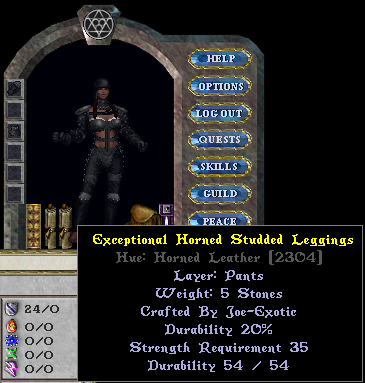 HELP
OPTIONS
LOG OUT
QUESTS
SKILLS
GUILD
PEACE
Exceptional Horned Studded Leggings
Hue: Horned Leather [2304]
Layer: Pants
Weight: 5 Stones
Crafted By Joe-Exotic
Durability 20%
Strength Requirement 35
Durability 54 / 54
24/0
0/0
0/0
0/0
0/0